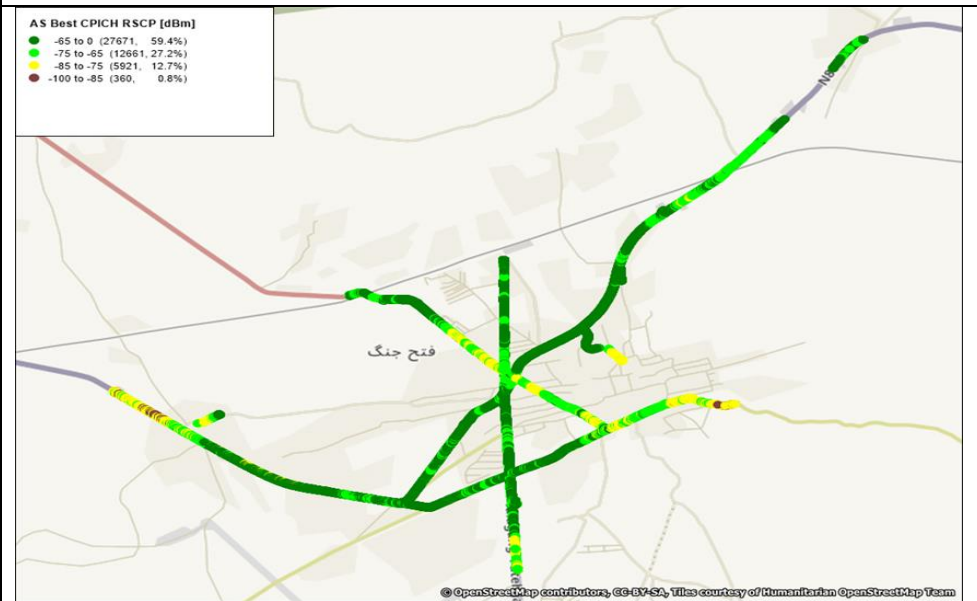 AS Best CPICH RSCP [dBm]
-65 to 0 (27671, 59.4%)
-75 to -65 (12661, 27.2%)
-85 to -75 (5921, 12.7%)
-100 to -85 (360, 0.8%)
فتح جنگ
© OpenStreetMap contributors, CC-BY-SA, Tiles courtesy of Humanitarian OpenStreetMap Team